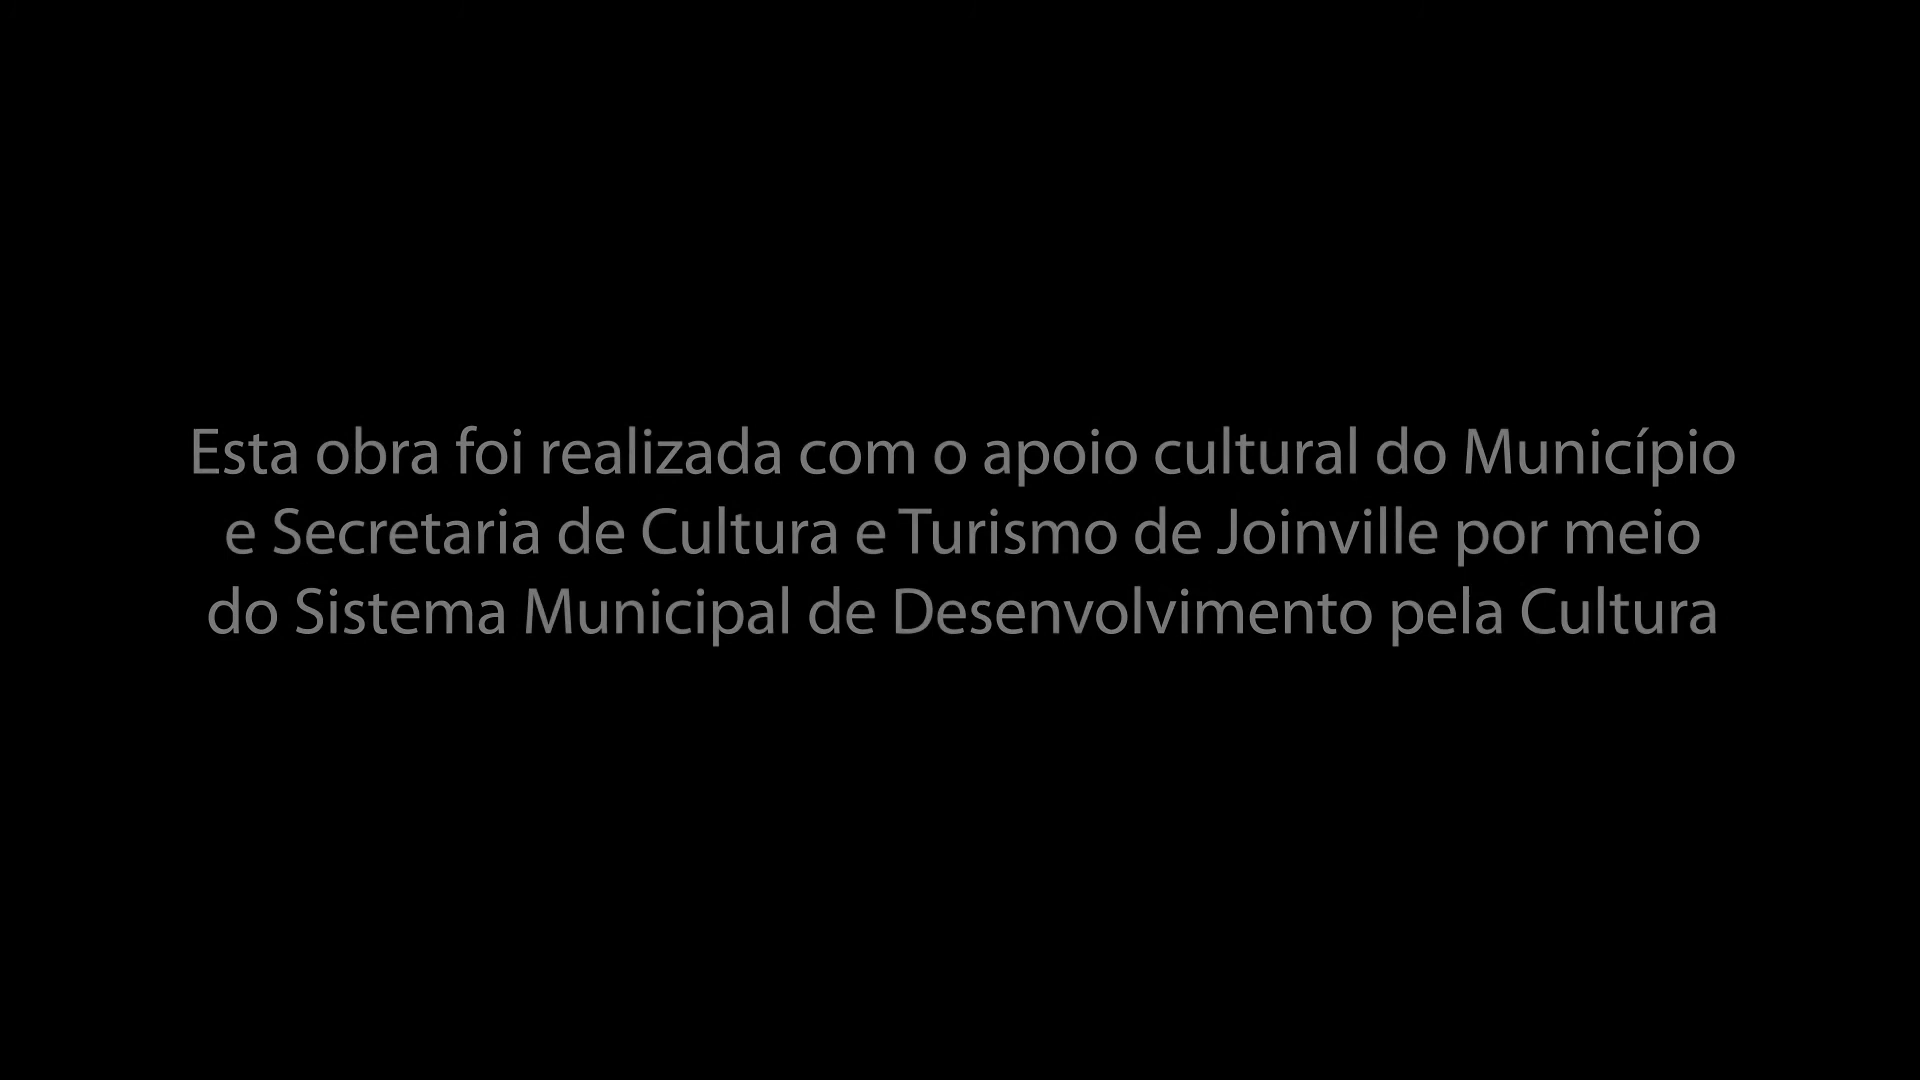 Esta obra foi realizada com o apoio cultural do Município
e Secretaria de Cultura e Turismo de Joinville por meio
do Sistema Municipal de Desenvolvimento pela Cultura